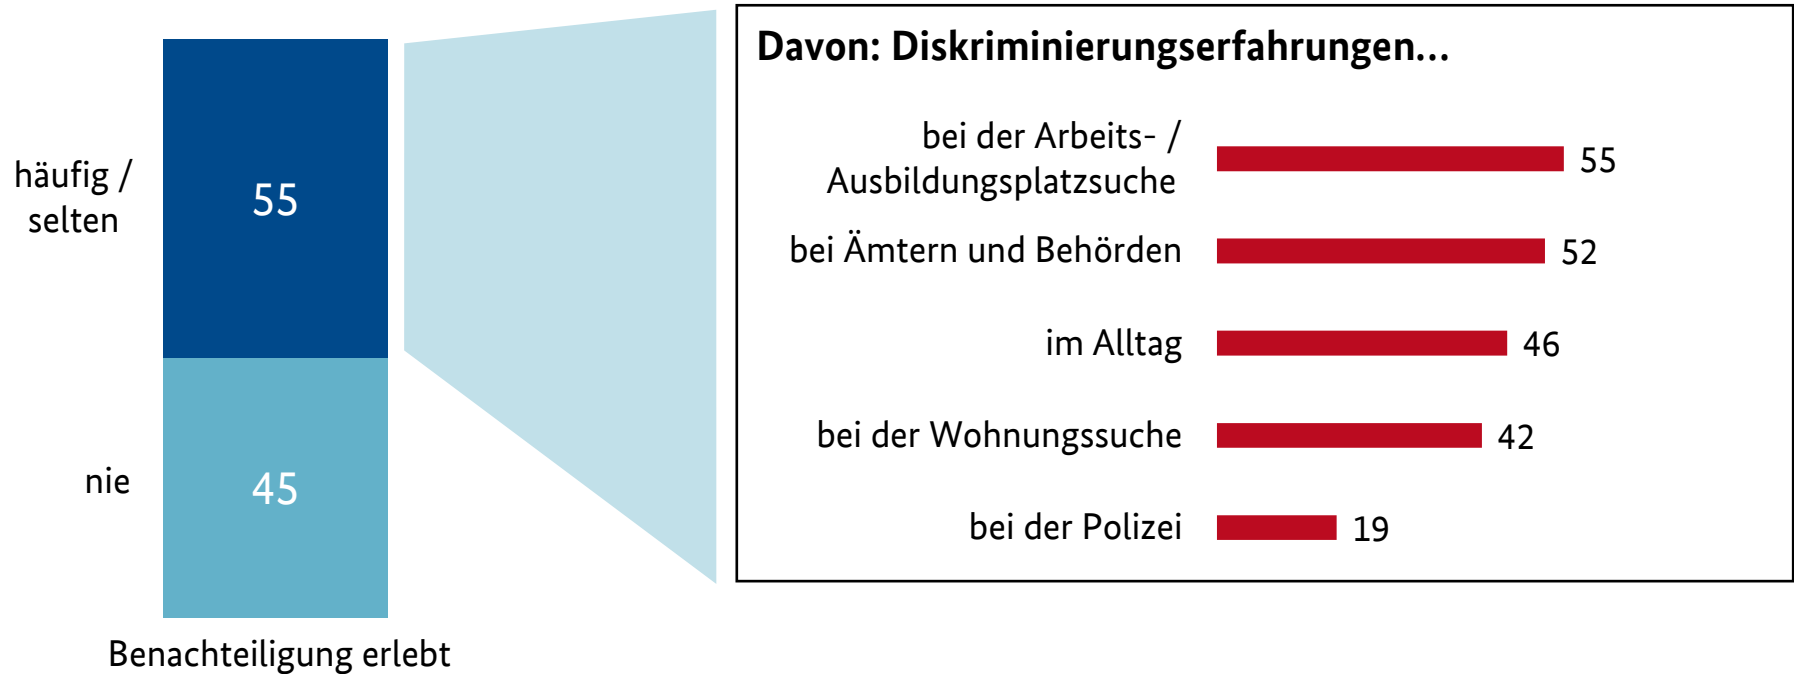 häufig /
selten
55
nie
45
Benachteiligung erlebt
Davon: Diskriminierungserfahrungen...
bei der Arbeits- /
Ausbildungsplatzsuche
55
bei Ämtern und Behörden
52
im Alltag
46
bei der Wohnungssuche
42
bei der Polizei
19